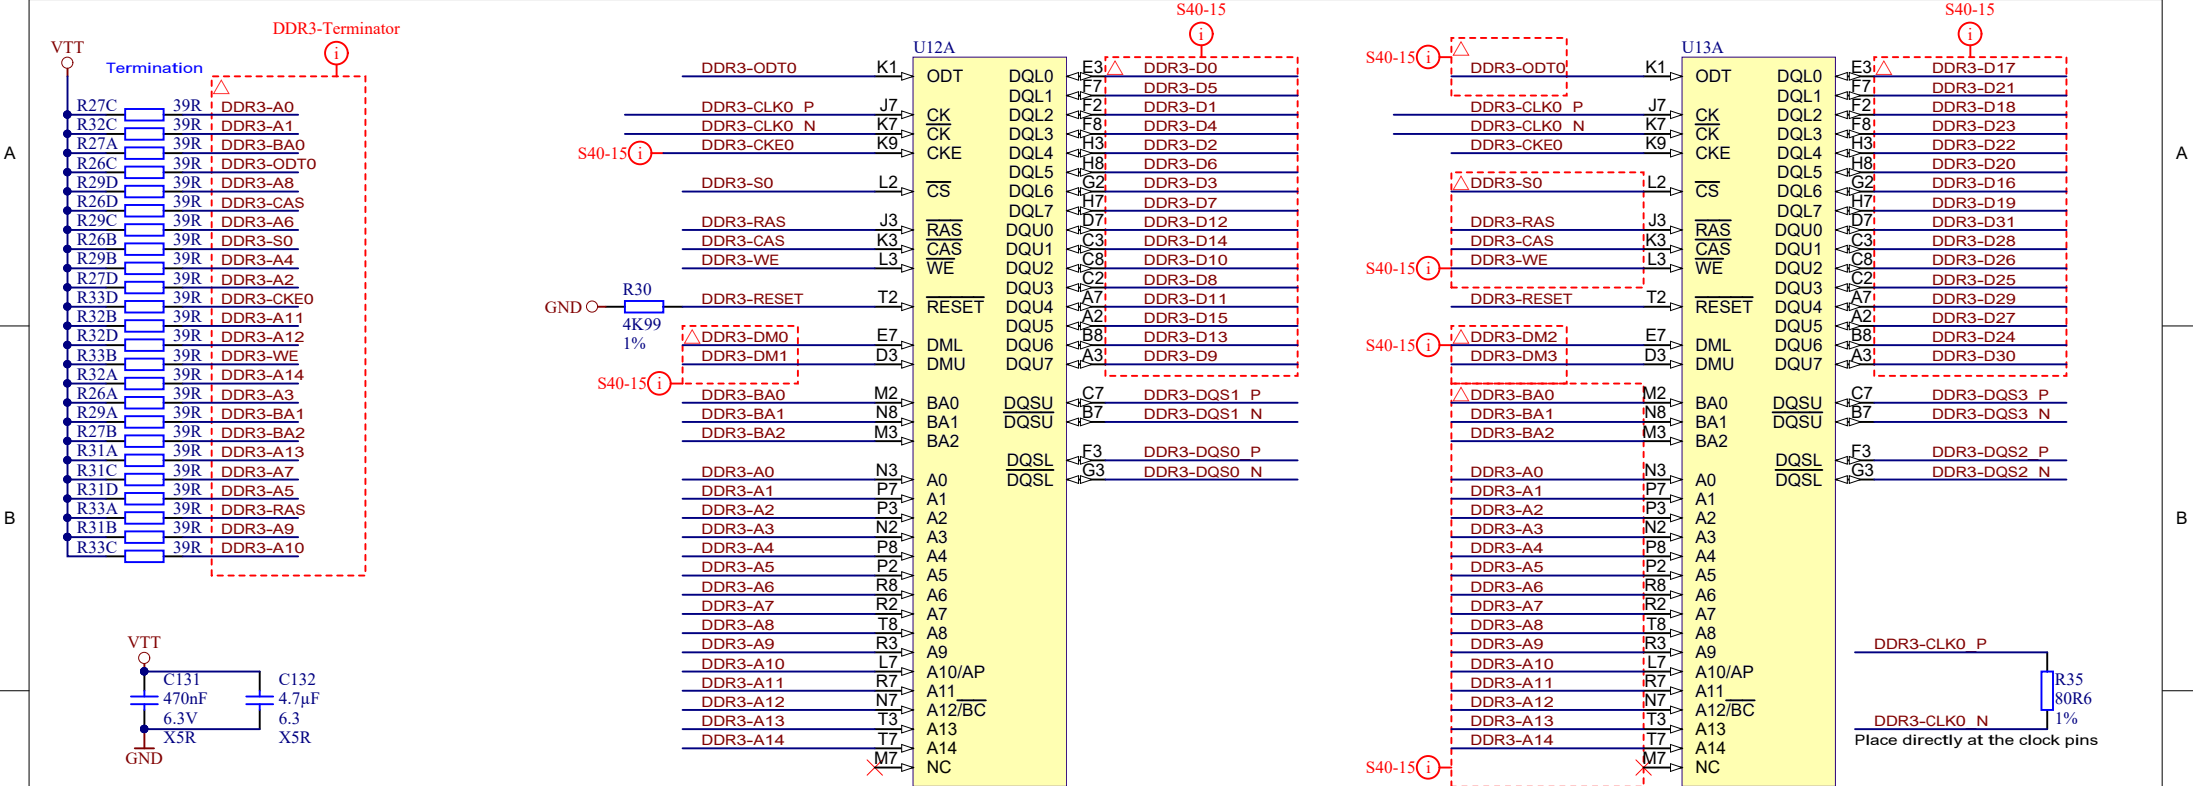 S40-15
S40-15
DDR3-Terminator
VTT
Termination
R27C 39R DDR3-A0
R32C 39R DDR3-A1
R27A 39R DDR3-BA0
R26C 39R DDR3-ODT0
R29D 39R DDR3-A8
R26D 39R DDR3-CAS
R29C 39R DDR3-A6
R26B 39R DDR3-S0
R29B 39R DDR3-A4
R27D 39R DDR3-A2
R33D 39R DDR3-CKE0
R32B 39R DDR3-A11
R32D 39R DDR3-A12
R33B 39R DDR3-WE
R32A 39R DDR3-A14
R26A 39R DDR3-A3
R29A 39R DDR3-BA1
R27B 39R DDR3-BA2
R31A 39R DDR3-A13
R31C 39R DDR3-A7
R31D 39R DDR3-A5
R33A 39R DDR3-RAS
R31B 39R DDR3-A9
R33C 39R DDR3-A10
A
B
VTT
C131 C132
470nF 4.7µF
6.3V 6.3
X5R X5R
GND
U12A
DDR3-ODT0 K1 ODT DQL0 E3 DDR3-D0
DQL1 F7 DDR3-D5
DDR3-CLK0_P J7 CK DQL2 F2 DDR3-D1
DDR3-CLK0_N K7 CK DQL3 F8 DDR3-D4
S40-15 DDR3-CKE0 K9 CKE DQL4 H3 DDR3-D2
DQL5 H8 DDR3-D6
DDR3-S0 L2 CS DQL6 G2 DDR3-D3
DQL7 H7 DDR3-D7
DDR3-RAS J3 RAS DQU0 D7 DDR3-D12
DDR3-CAS K3 CAS DQU1 C3 DDR3-D14
DDR3-WE L3 WE DQU2 C8 DDR3-D10
DQU3 C2 DDR3-D8
GND R30 DDR3-RESET T2 RESET DQU4 A7 DDR3-D11
4K99 DQU5 A2 DDR3-D15
1% DDR3-DM0 E7 DML DQU6 B8 DDR3-D13
DDR3-DM1 D3 DMU DQU7 A3 DDR3-D9
S40-15
DDR3-BA0 M2 BA0 DQSU C7 DDR3-DQS1_P
DDR3-BA1 N8 BA1 DQSU B7 DDR3-DQS1_N
DDR3-BA2 M3 BA2
DQSL F3 DDR3-DQS0_P
DDR3-A0 N3 A0 DQSL G3 DDR3-DQS0_N
DDR3-A1 P7 A1
DDR3-A2 P3 A2
DDR3-A3 N2 A3
DDR3-A4 P8 A4
DDR3-A5 P2 A5
DDR3-A6 R8 A6
DDR3-A7 R2 A7
DDR3-A8 T8 A8
DDR3-A9 R3 A9
DDR3-A10 L7 A10/AP
DDR3-A11 R7 A11
DDR3-A12 N7 A12/BC
DDR3-A13 T3 A13
DDR3-A14 T7 A14
M7 NC
U13A
S40-15 DDR3-ODT0 K1 ODT DQL0 E3 DDR3-D17
DQL1 F7 DDR3-D21
DDR3-CLK0_P J7 CK DQL2 F2 DDR3-D18
DDR3-CLK0_N K7 CK DQL3 F8 DDR3-D23
DDR3-CKE0 K9 CKE DQL4 H3 DDR3-D22
DQL5 H8 DDR3-D20
DDR3-S0 L2 CS DQL6 G2 DDR3-D16
DQL7 H7 DDR3-D19
DDR3-RAS J3 RAS DQU0 D7 DDR3-D31
DDR3-CAS K3 CAS DQU1 C3 DDR3-D28
S40-15 DDR3-WE L3 WE DQU2 C8 DDR3-D26
DQU3 C2 DDR3-D25
DDR3-RESET T2 RESET DQU4 A7 DDR3-D29
DQU5 A2 DDR3-D27
S40-15 DDR3-DM2 E7 DML DQU6 B8 DDR3-D24
DDR3-DM3 D3 DMU DQU7 A3 DDR3-D30
DDR3-BA0 M2 BA0 DQSU C7 DDR3-DQS3_P
DDR3-BA1 N8 BA1 DQSU B7 DDR3-DQS3_N
DDR3-BA2 M3 BA2
DQSL F3 DDR3-DQS2_P
DDR3-A0 N3 A0 DQSL G3 DDR3-DQS2_N
DDR3-A1 P7 A1
DDR3-A2 P3 A2
DDR3-A3 N2 A3
DDR3-A4 P8 A4
DDR3-A5 P2 A5
DDR3-A6 R8 A6
DDR3-A7 R2 A7
DDR3-A8 T8 A8
DDR3-A9 R3 A9
DDR3-A10 L7 A10/AP
DDR3-A11 R7 A11
DDR3-A12 N7 A12/BC
DDR3-A13 T3 A13
DDR3-A14 T7 A14
S40-15 M7 NC
DDR3-CLK0_P
R35
80R6
1%
DDR3-CLK0_N
Place directly at the clock pins
A
B